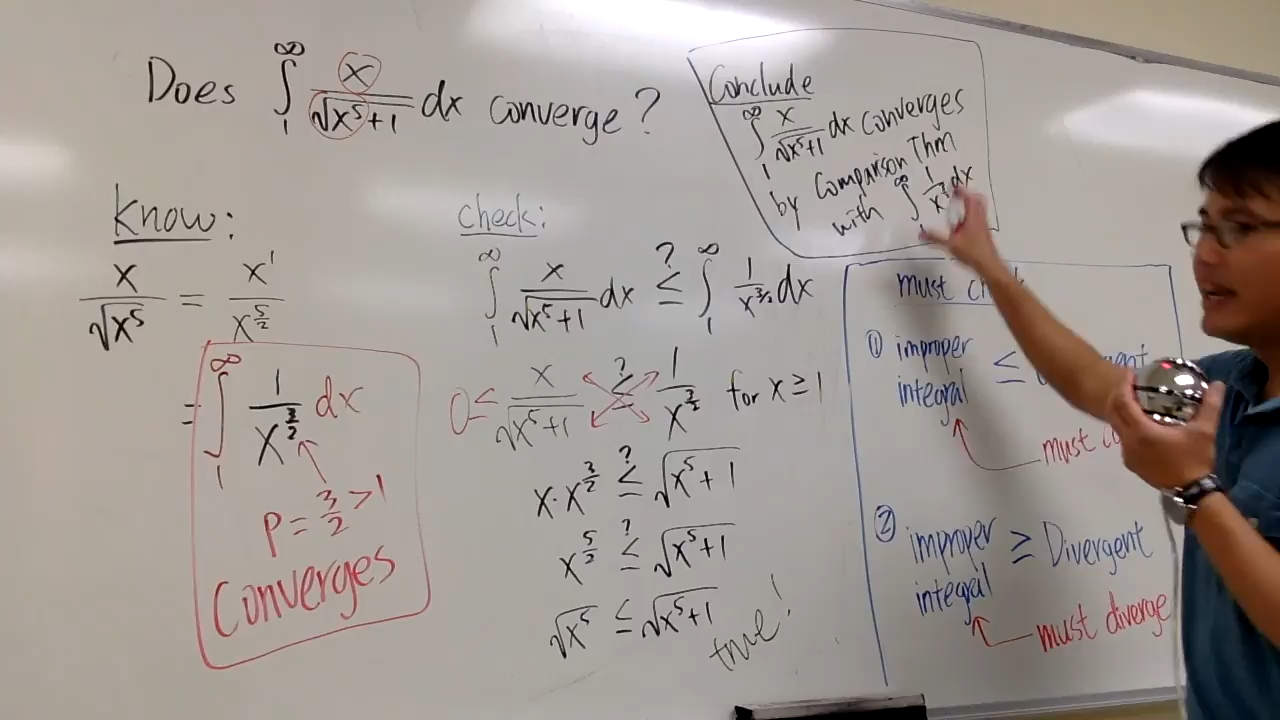 Does ∫₁^∞ x/√(x⁵+1) dx converge?
Conclude
∫₁^∞ x/√(x⁵+1) dx converges
by Comparison Thm
with ∫₁^∞ 1/x dx
know:
x/√x⁵ = x¹/x^(5/2)
= ∫₁^∞ 1/x^(3/2) dx
p = 3/2 > 1
Converges
check:
∫₁^∞ x/√(x⁵+1) dx ≤? ∫₁^∞ 1/x^(3/2) dx
0 ≤ x/√(x⁵+1) ≤? 1/x^(3/2) for x ≥ 1
x · x^(3/2) ≤? √(x⁵+1)
x^(5/2) ≤? √(x⁵+1)
√x⁵ ≤ √(x⁵+1)
true!
must
① improper
integral ≤
must
② improper
integral ≥ Divergent
must diverge